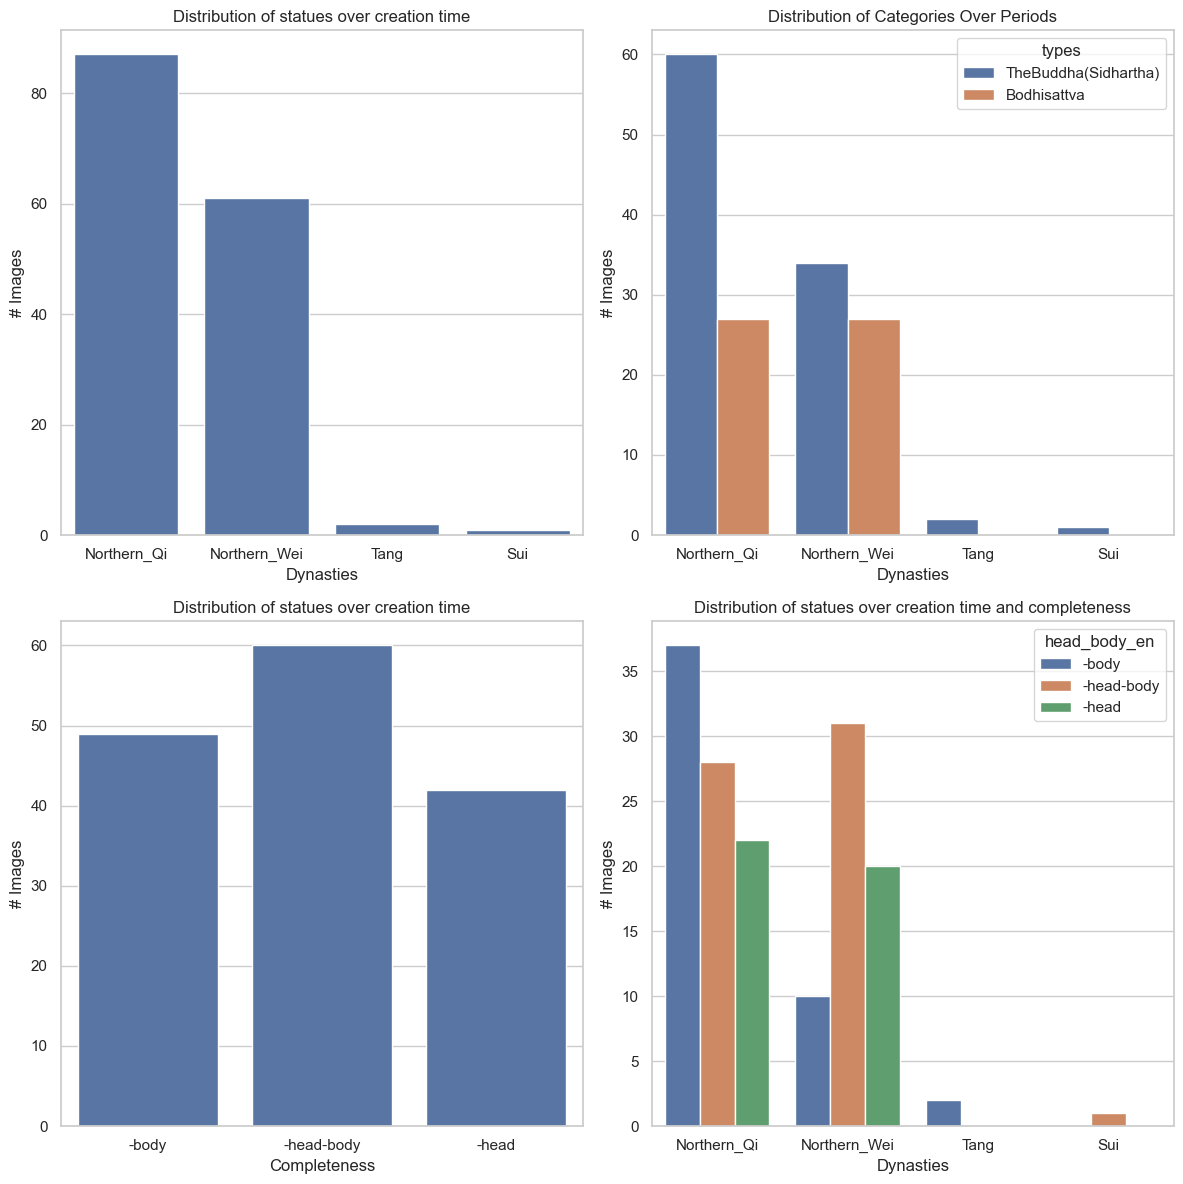 Distribution of statues over creation time
80
60
40
20
0
# Images
Northern_Qi Northern_Wei Tang Sui
Dynasties
Distribution of Categories Over Periods
types
TheBuddha(Sidhartha)
Bodhisattva
60
50
40
30
20
10
0
# Images
Northern_Qi Northern_Wei Tang Sui
Dynasties
Distribution of statues over creation time
60
50
40
30
20
10
0
# Images
-body -head-body -head
Completeness
Distribution of statues over creation time and completeness
head_body_en
-body
-head-body
-head
35
30
25
20
15
10
5
0
# Images
Northern_Qi Northern_Wei Tang Sui
Dynasties